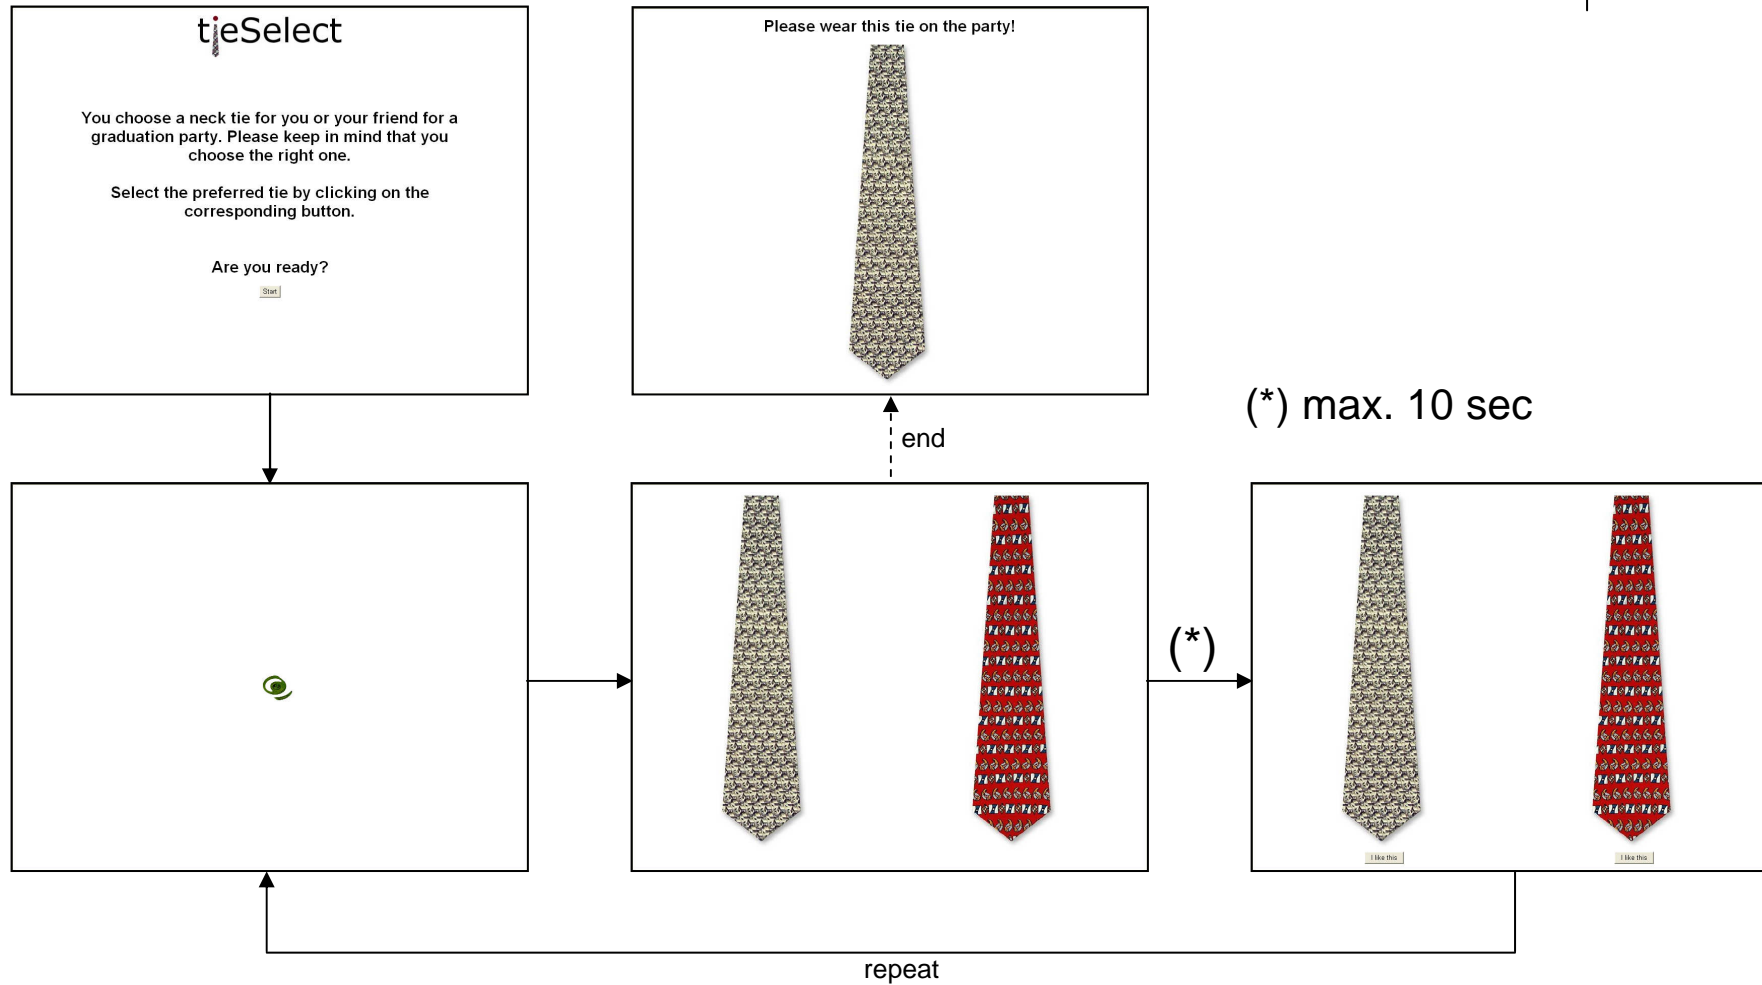 tieSelect
You choose a neck tie for you or your friend for a
graduation party. Please keep in mind that you
choose the right one.
Select the preferred tie by clicking on the
corresponding button.
Are you ready?
Start
Please wear this tie on the party!
(*) max. 10 sec
end
(*)
I like this
I like this
repeat